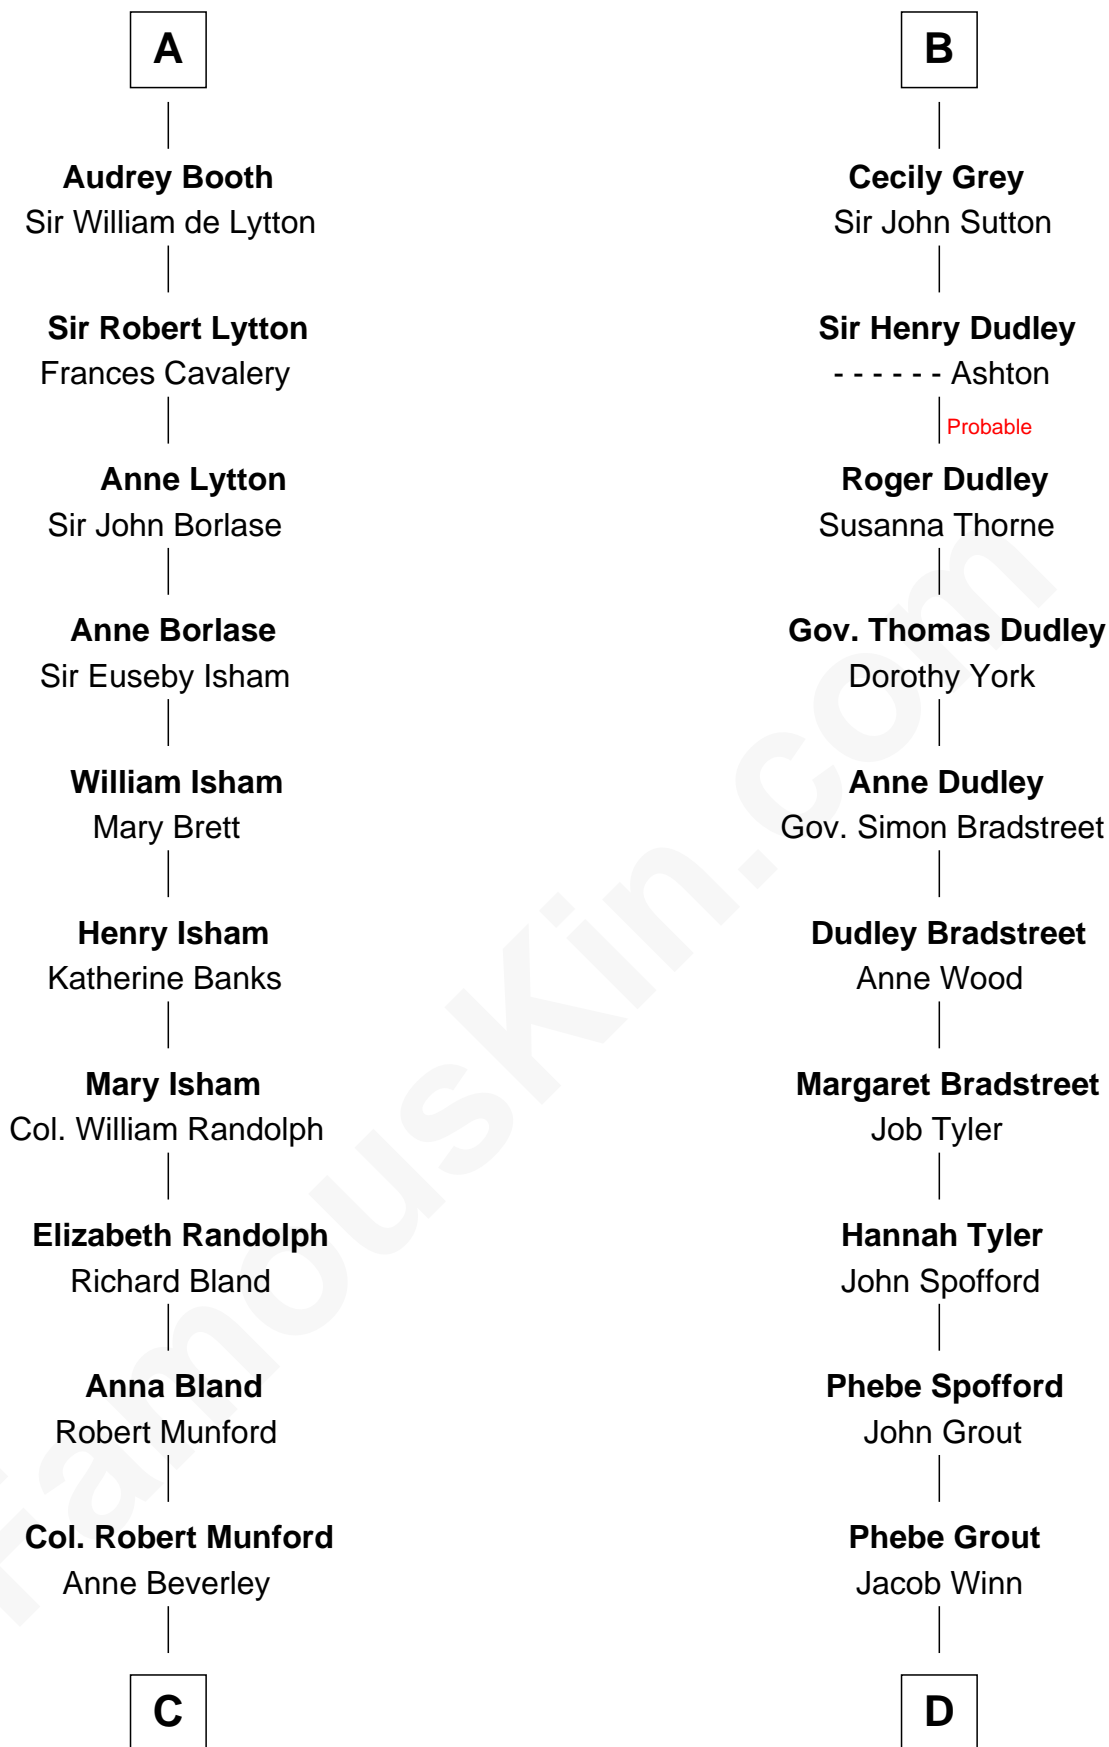 A
Audrey Booth
Sir William de Lytton
Sir Robert Lytton
Frances Cavalery
Anne Lytton
Sir John Borlase
Anne Borlase
Sir Euseby Isham
William Isham
Mary Brett
Henry Isham
Katherine Banks
Mary Isham
Col. William Randolph
Elizabeth Randolph
Richard Bland
Anna Bland
Robert Munford
Col. Robert Munford
Anne Beverley
C
B
Cecily Grey
Sir John Sutton
Sir Henry Dudley
- - - - - - Ashton
Probable
Roger Dudley
Susanna Thorne
Gov. Thomas Dudley
Dorothy York
Anne Dudley
Gov. Simon Bradstreet
Dudley Bradstreet
Anne Wood
Margaret Bradstreet
Job Tyler
Hannah Tyler
John Spofford
Phebe Spofford
John Grout
Phebe Grout
Jacob Winn
D
FamousKin.com